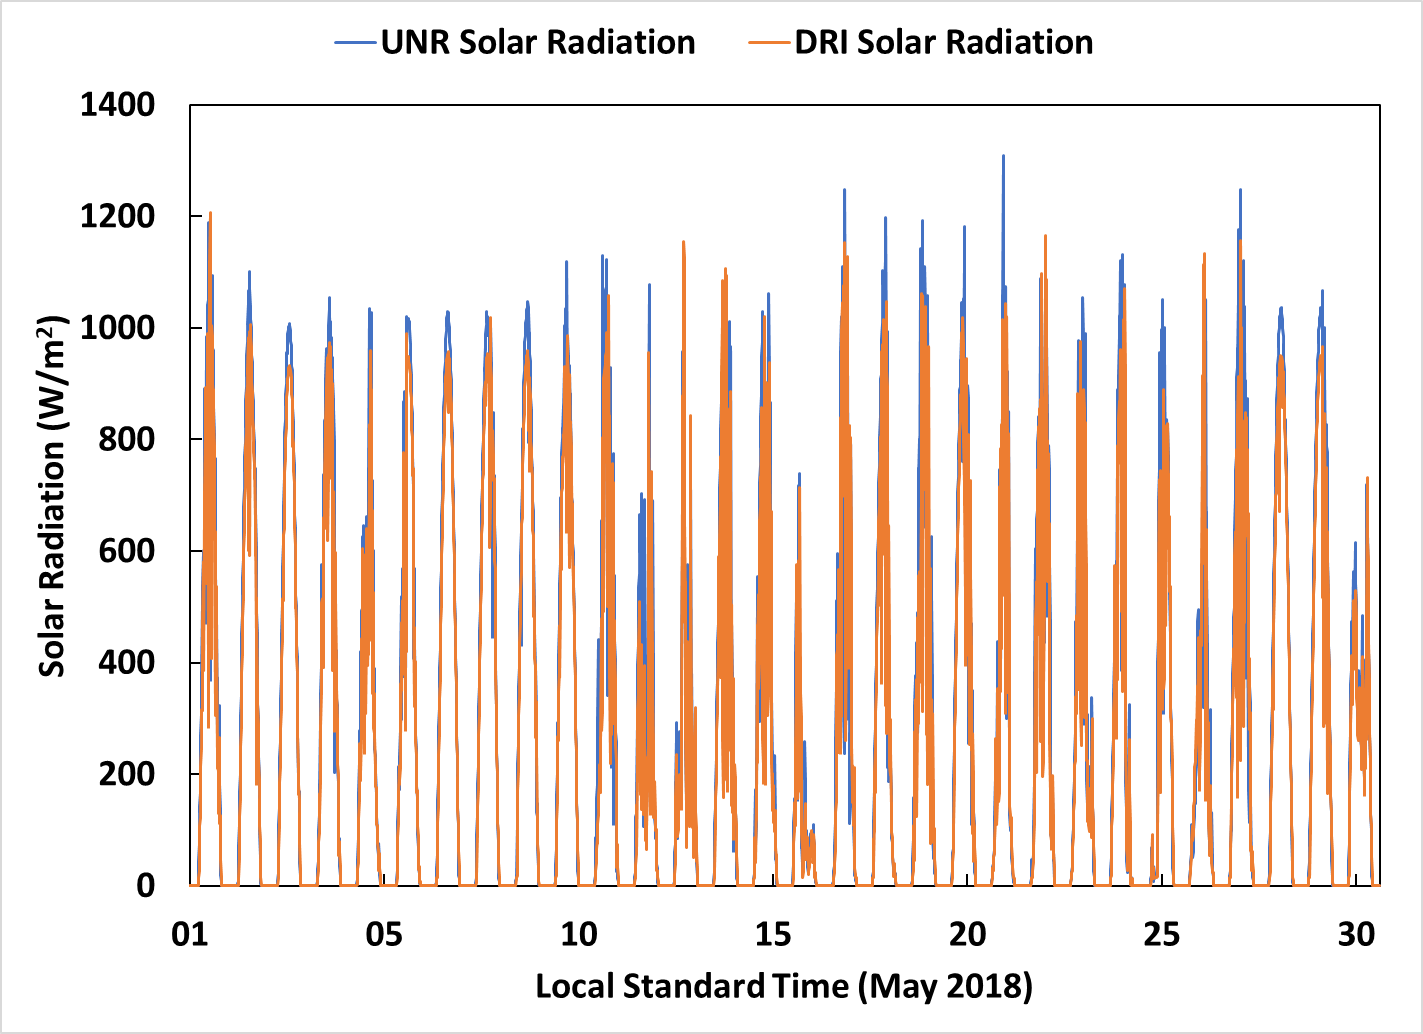 UNR Solar Radiation DRI Solar Radiation
1400
1200
1000
800
600
400
200
0
Solar Radiation (W/m²)
01 05 10 15 20 25 30
Local Standard Time (May 2018)